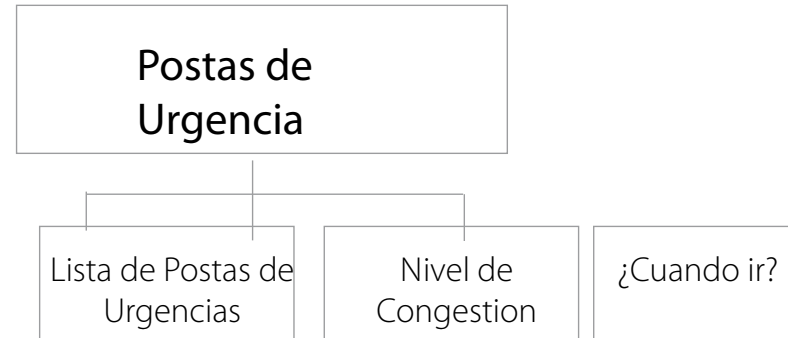 Postas de
Urgencia
Lista de Postas de
Urgencias
Nivel de
Congestion
¿Cuando ir?